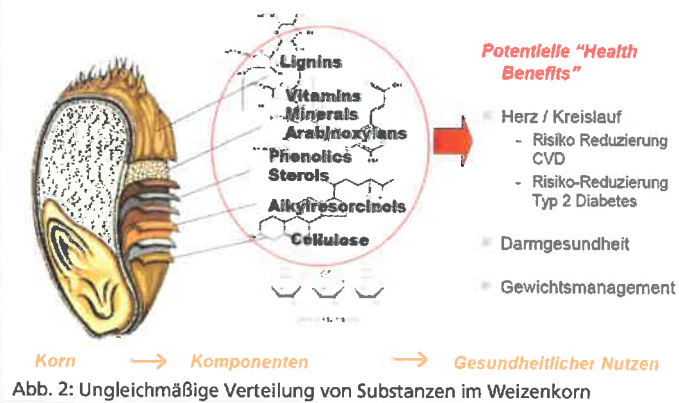 Lignins
Vitamins
Minerals
Arabinoxylans
Phenolics
Sterols
Alkylresorcinols
Cellulose
Potentielle "Health
Benefits"
Herz / Kreislauf
- Risiko Reduzierung
CVD
- Risiko-Reduzierung
Typ 2 Diabetes
Darmgesundheit
Gewichtsmanagement
Korn → Komponenten → Gesundheitlicher Nutzen
Abb. 2: Ungleichmäßige Verteilung von Substanzen im Weizenkorn